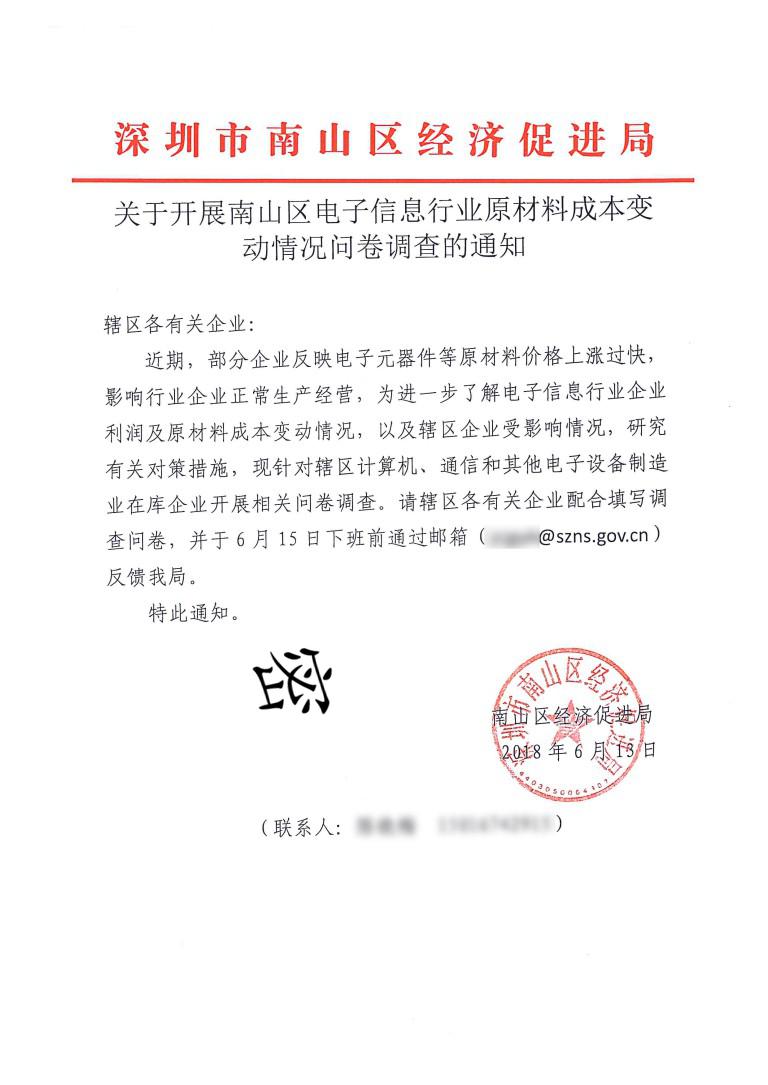 深圳市南山区经济促进局
关于开展南山区电子信息行业原材料成本变
动情况问卷调查的通知
辖区各有关企业：
近期，部分企业反映电子元器件等原材料价格上涨过快，
影响行业企业正常生产经营，为进一步了解电子信息行业企业
利润及原材料成本变动情况，以及辖区企业受影响情况，研究
有关对策措施，现针对辖区计算机、通信和其他电子设备制造
业在库企业开展相关问卷调查。请辖区各有关企业配合填写调
查问卷，并于6月15日下班前通过邮箱（@szns.gov.cn）
反馈我局。
特此通知。
密
深圳市南山区经济促进局
南山区经济促进局
2018年6月13日
4403050064107
（联系人：）